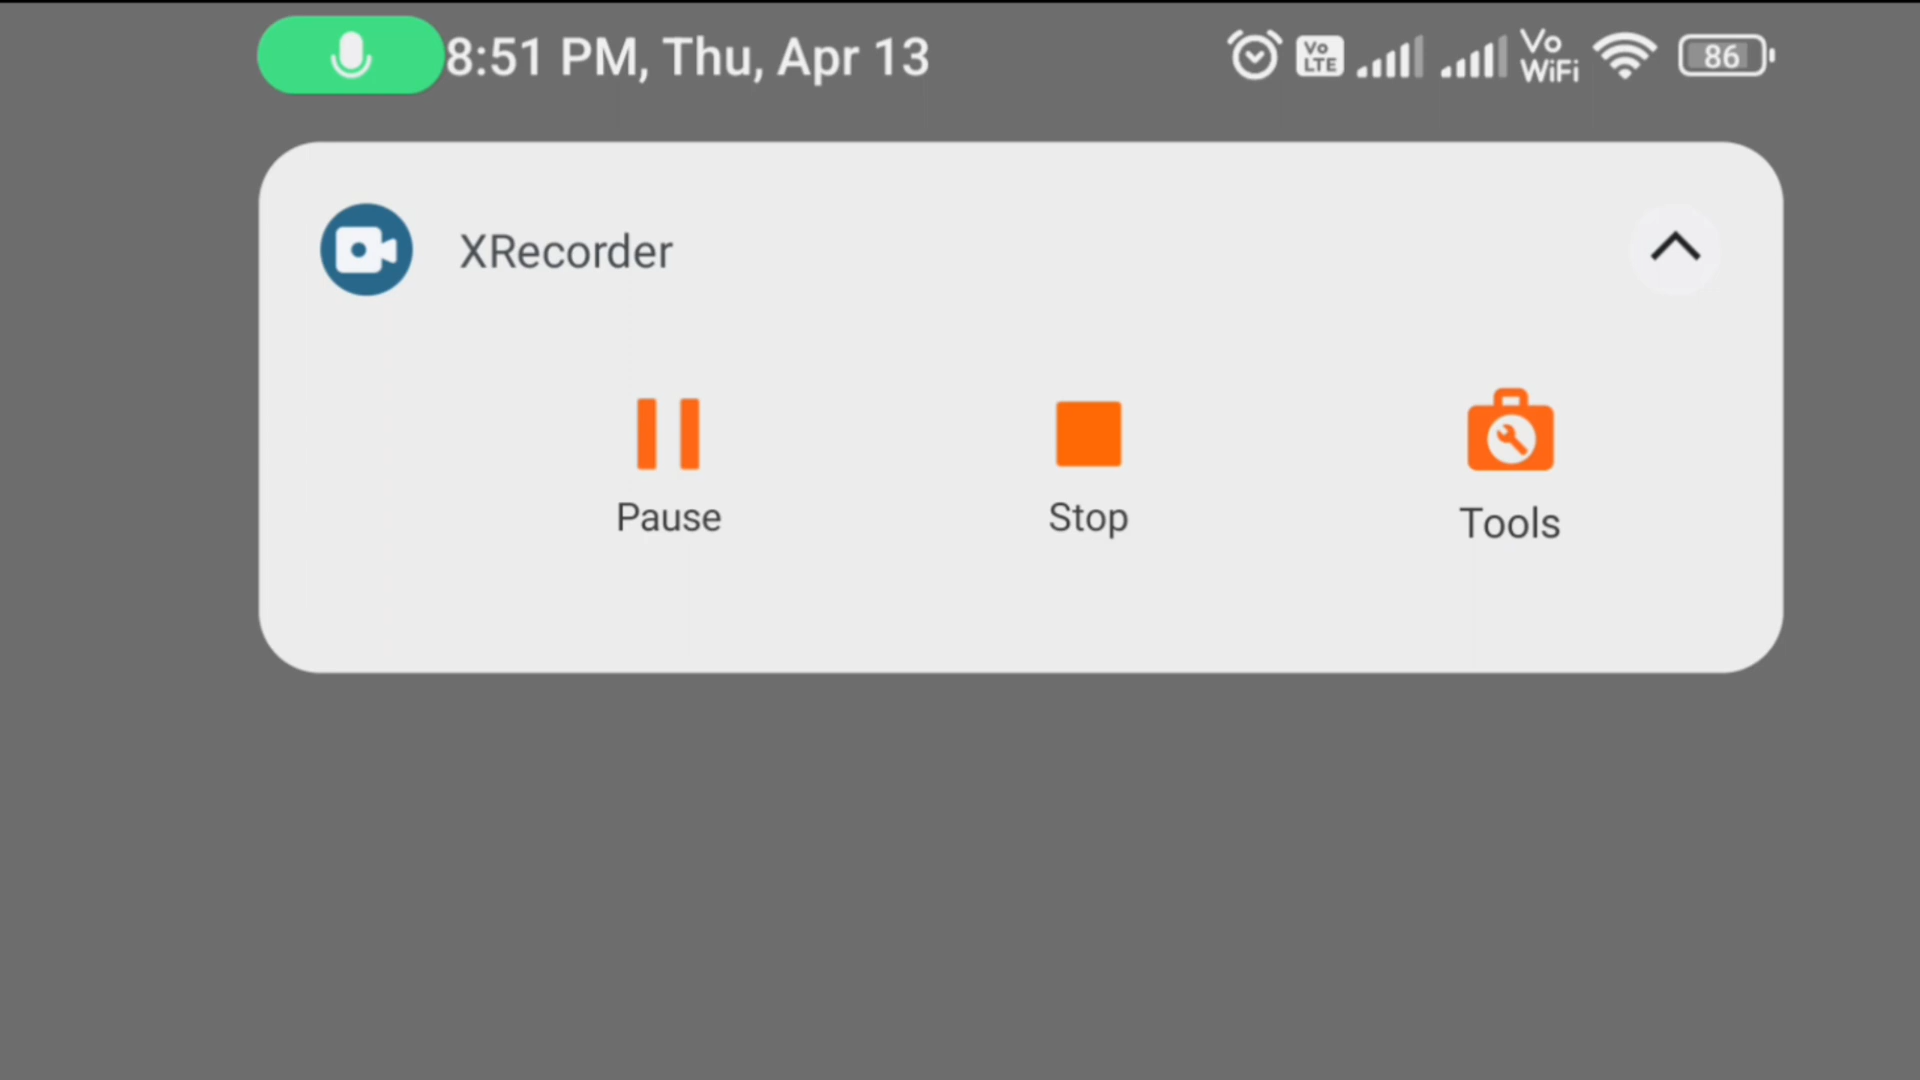 8:51 PM, Thu, Apr 13 Vo LTE Vo WiFi 86
XRecorder
Pause Stop Tools